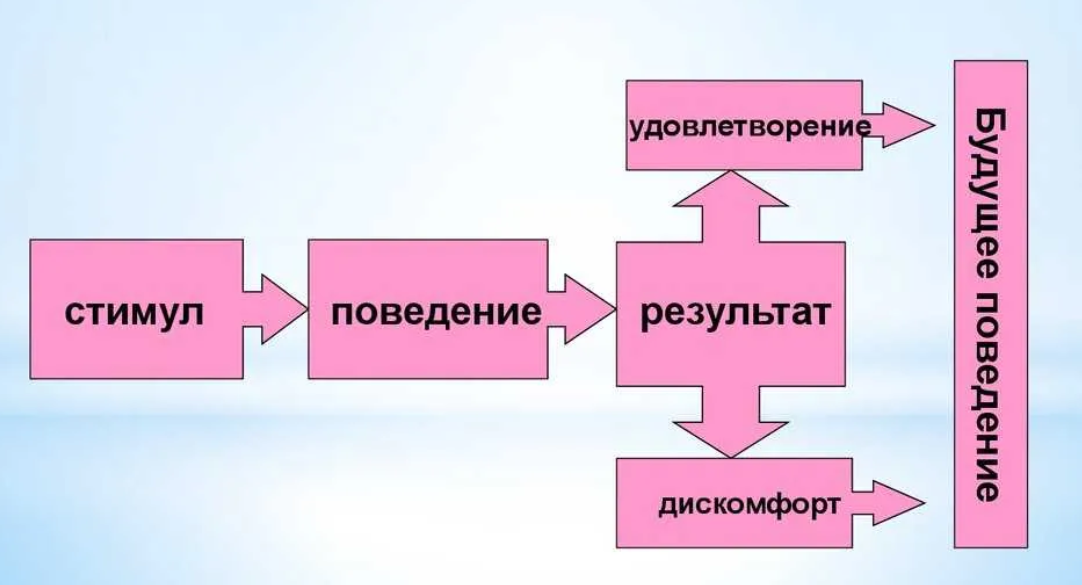 стимул
поведение
результат
удовлетворение
дискомфорт
Будущее поведение